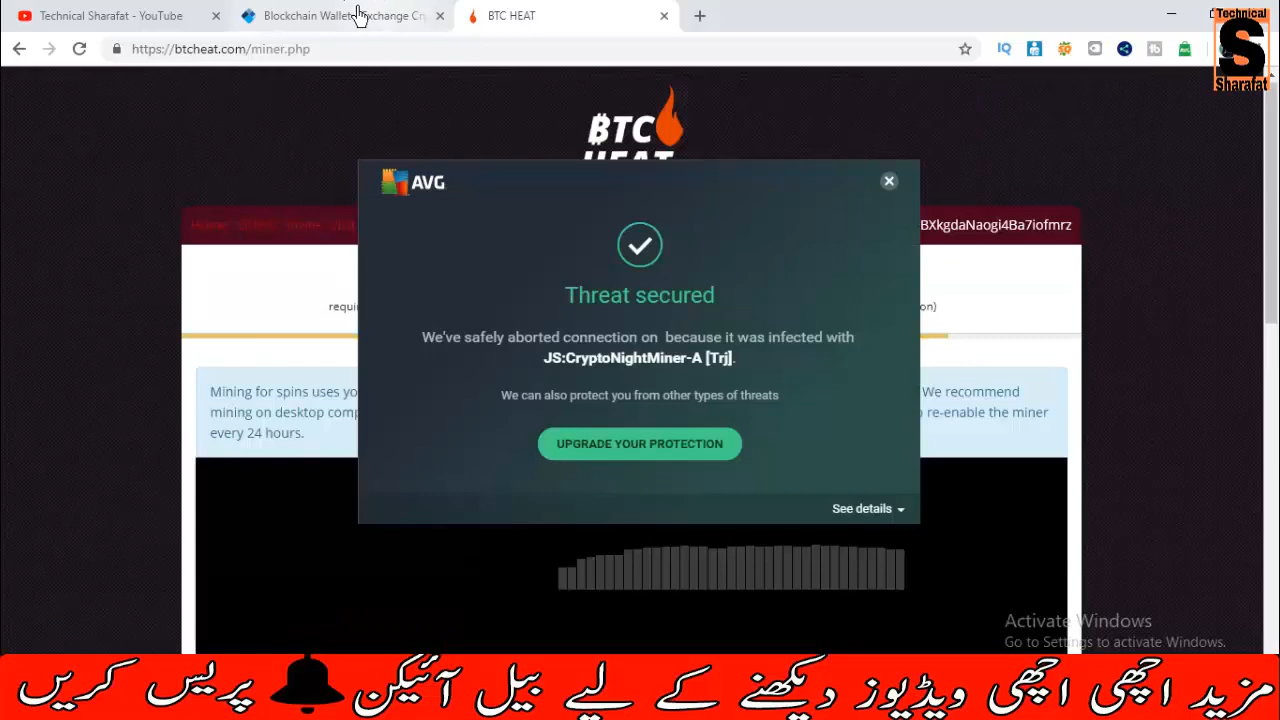 Technical Sharafat - YouTube
Blockchain Wallet
BTC HEAT
Technical
S
Sharafat
https://btcheat.com/miner.php
IQ
BTC
HEAT
AVG
BXkgdaNaogi4Ba7iofmrz
Threat secured
We've safely aborted connection on because it was infected with
JS:CryptoNightMiner-A [Trj].
We can also protect you from other types of threats
UPGRADE YOUR PROTECTION
See details
requi
on)
Mining for spins uses yo
We recommend
mining on desktop comp
o re-enable the miner
every 24 hours.
Activate Windows
Go to Settings to activate Windows.
مزید اچھی اچھی ویڈیوز دیکھنے کے لیے بیل آئیکن پریس کریں